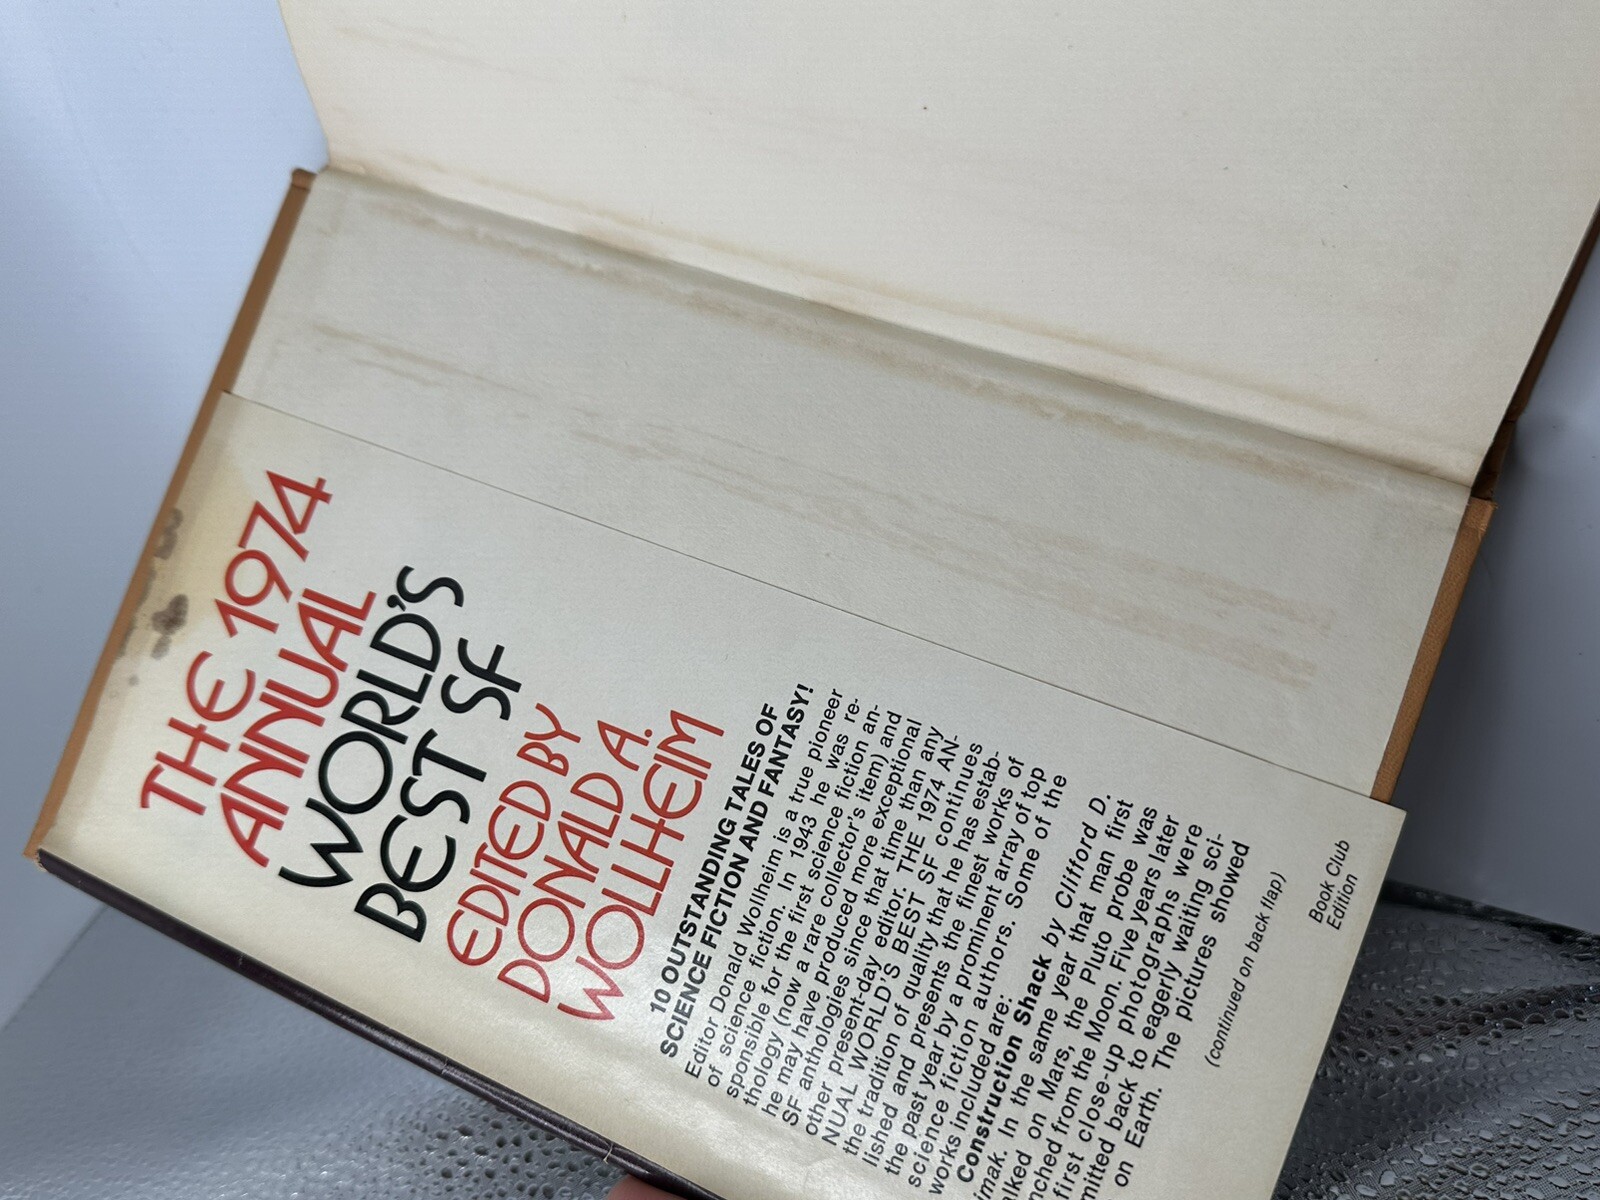 THE 1974
ANNUAL
WORLD'S
BEST SF
EDITED BY
DONALD A.
WOLLHEIM
10 OUTSTANDING TALES OF
SCIENCE FICTION AND FANTASY!
Editor Donald Wollheim is a true pioneer
of science fiction. In 1943 he was re-
sponsible for the first science fiction an-
thology (now a rare collector's item) and
he may have produced more exceptional
SF anthologies since that time than any
other present-day editor. THE 1974 AN-
NUAL WORLD'S BEST SF continues
the tradition of quality that he has estab-
lished and presents the finest works of
the past year by a prominent array of top
science fiction authors. Some of the
works included are:
Construction Shack by Clifford D.
imak. In the same year that man first
alked on Mars, the Pluto probe was
nched from the Moon. Five years later
first close-up photographs were
mitted back to eagerly waiting sci-
on Earth. The pictures showed
(continued on back flap)
Book Club
Edition